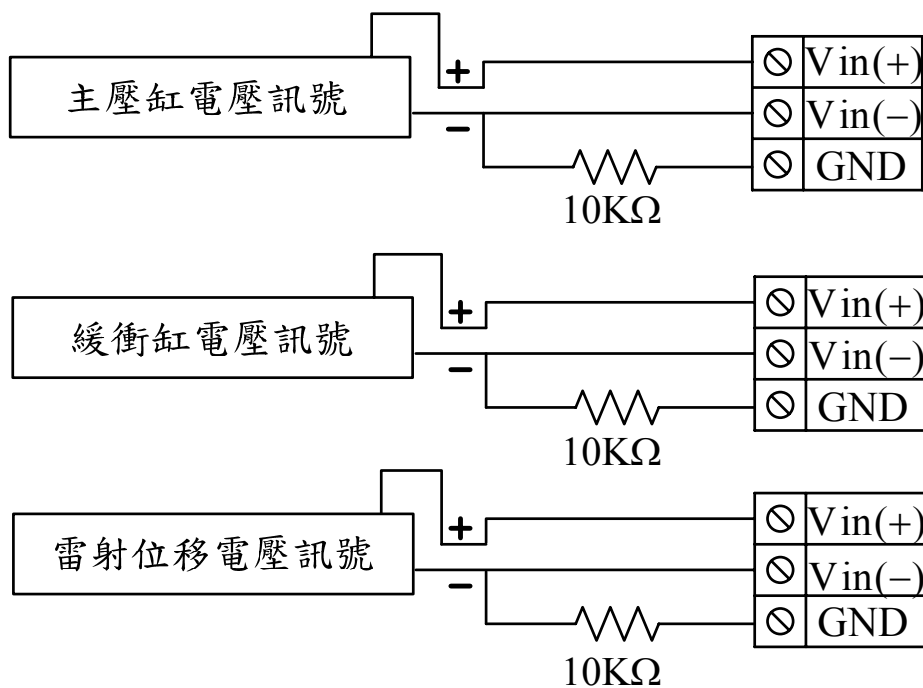 主壓缸電壓訊號
+
−
Vin(+)
Vin(−)
GND
10KΩ
緩衝缸電壓訊號
+
−
Vin(+)
Vin(−)
GND
10KΩ
雷射位移電壓訊號
+
−
Vin(+)
Vin(−)
GND
10KΩ